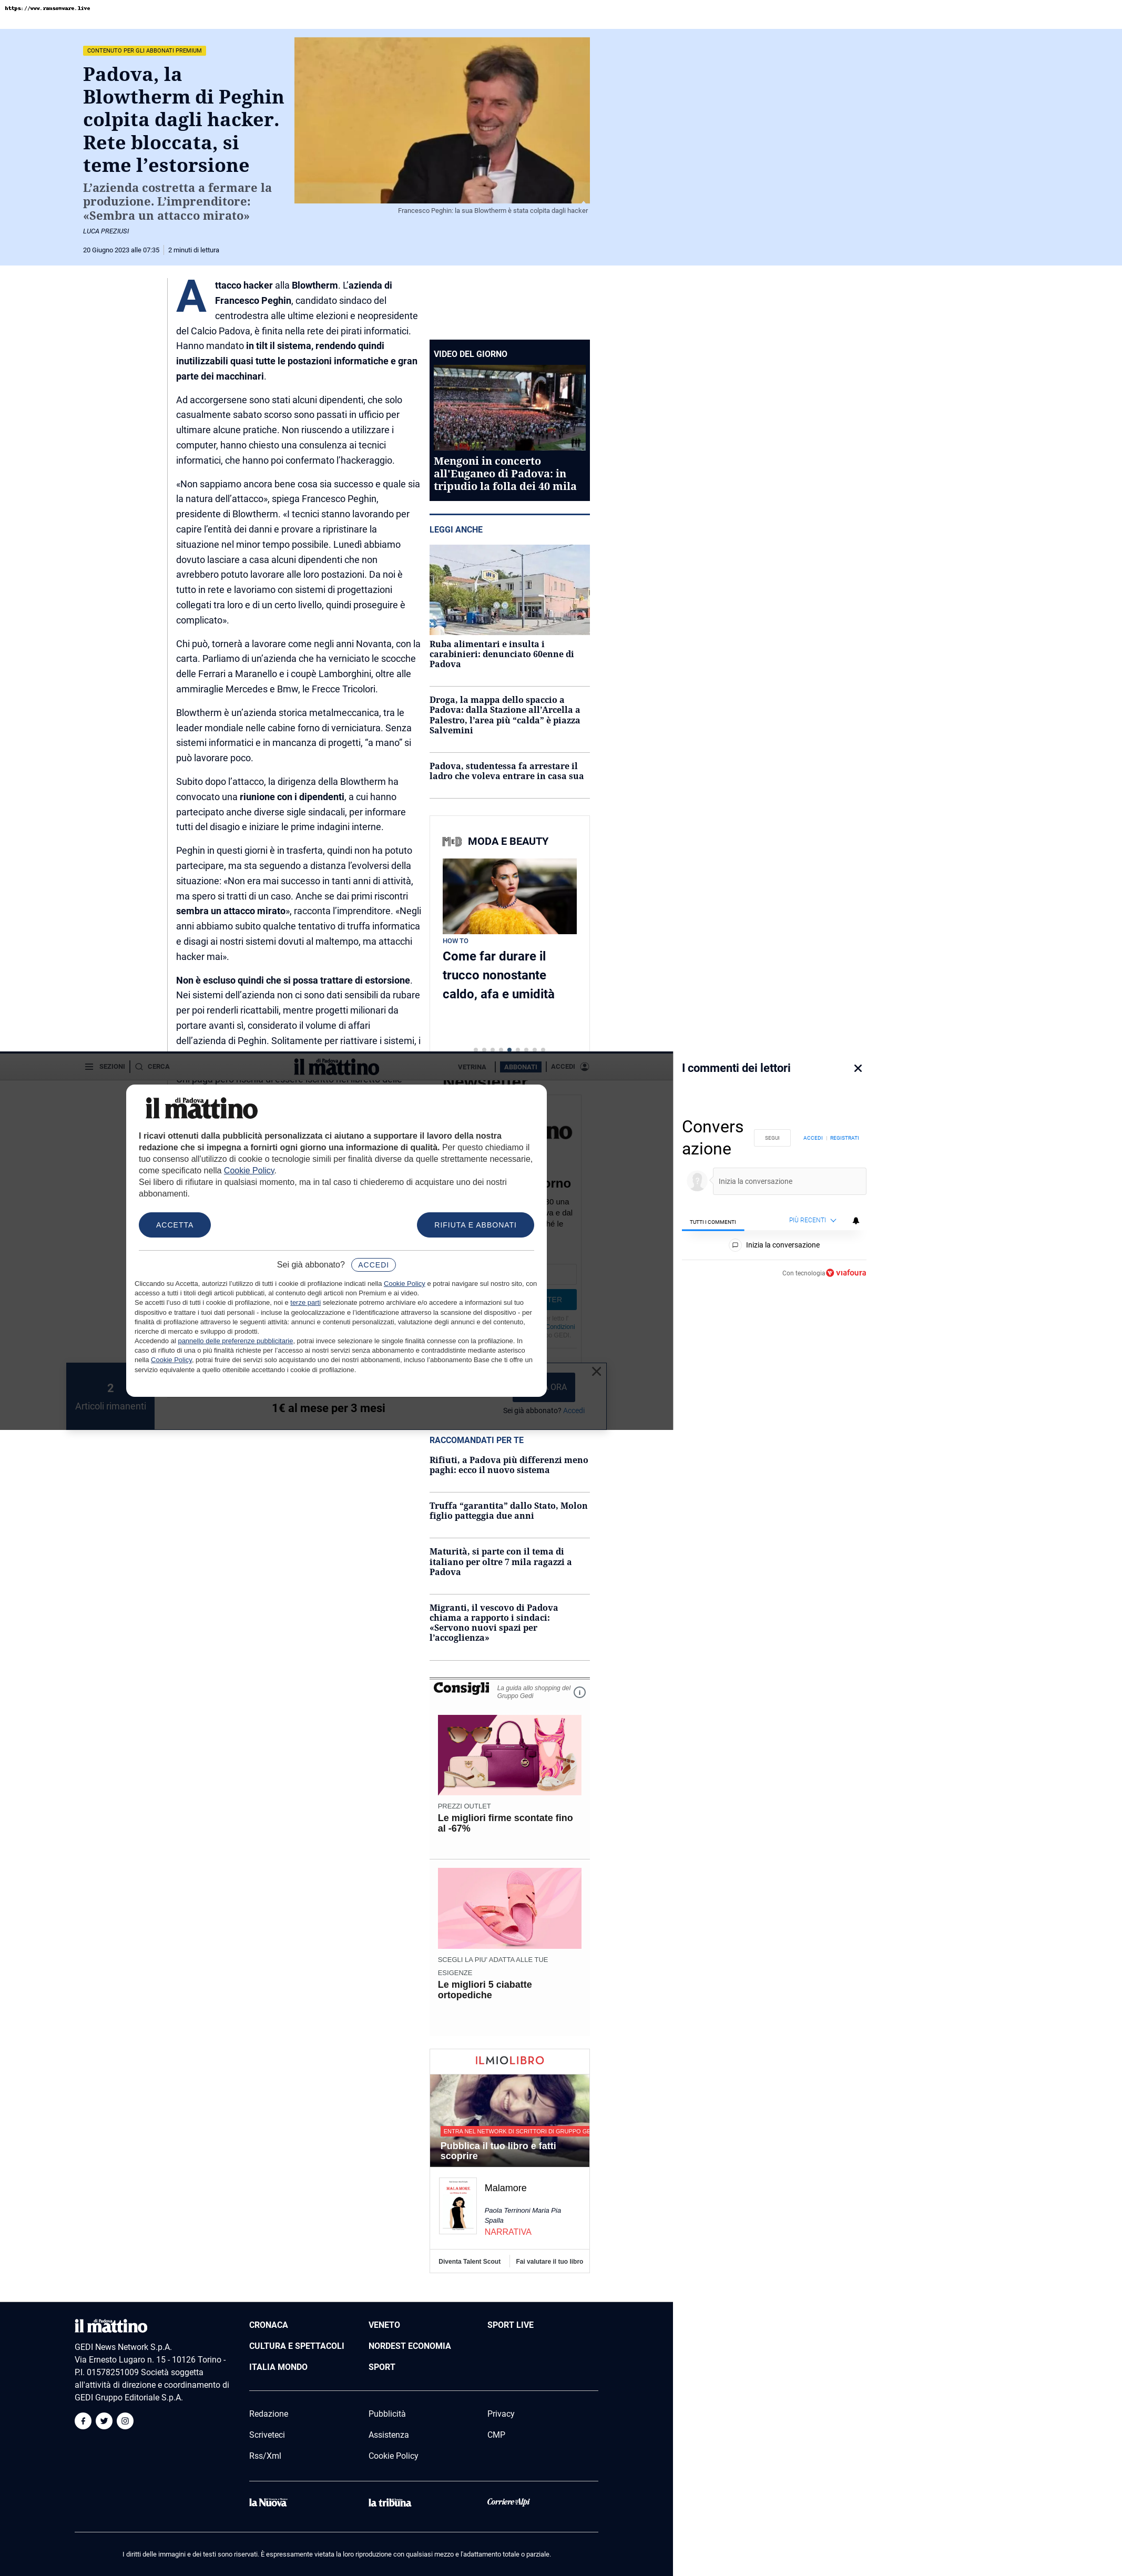 https://www.ransomware.live
CONTENUTO PER GLI ABBONATI PREMIUM
Padova, la
Blowtherm di Peghin
colpita dagli hacker.
Rete bloccata, si
teme l’estorsione
L’azienda costretta a fermare la
produzione. L’imprenditore:
«Sembra un attacco mirato»
LUCA PREZIUSI
20 Giugno 2023 alle 07:35
2 minuti di lettura
Francesco Peghin: la sua Blowtherm è stata colpita dagli hacker
Attacco hacker alla Blowtherm. L’azienda di
Francesco Peghin, candidato sindaco del
centrodestra alle ultime elezioni e neopresidente
del Calcio Padova, è finita nella rete dei pirati informatici.
Hanno mandato in tilt il sistema, rendendo quindi
inutilizzabili quasi tutte le postazioni informatiche e gran
parte dei macchinari.
Ad accorgersene sono stati alcuni dipendenti, che solo
casualmente sabato scorso sono passati in ufficio per
ultimare alcune pratiche. Non riuscendo a utilizzare i
computer, hanno chiesto una consulenza ai tecnici
informatici, che hanno poi confermato l’hackeraggio.
«Non sappiamo ancora bene cosa sia successo e quale sia
la natura dell’attacco», spiega Francesco Peghin,
presidente di Blowtherm. «I tecnici stanno lavorando per
capire l’entità dei danni e provare a ripristinare la
situazione nel minor tempo possibile. Lunedì abbiamo
dovuto lasciare a casa alcuni dipendenti che non
avrebbero potuto lavorare alle loro postazioni. Da noi è
tutto in rete e lavoriamo con sistemi di progettazioni
collegati tra loro e di un certo livello, quindi proseguire è
complicato».
Chi può, tornerà a lavorare come negli anni Novanta, con la
carta. Parliamo di un’azienda che ha verniciato le scocche
delle Ferrari a Maranello e i coupè Lamborghini, oltre alle
ammiraglie Mercedes e Bmw, le Frecce Tricolori.
Blowtherm è un’azienda storica metalmeccanica, tra le
leader mondiale nelle cabine forno di verniciatura. Senza
sistemi informatici e in mancanza di progetti, “a mano” si
può lavorare poco.
Subito dopo l’attacco, la dirigenza della Blowtherm ha
convocato una riunione con i dipendenti, a cui hanno
partecipato anche diverse sigle sindacali, per informare
tutti del disagio e iniziare le prime indagini interne.
Peghin in questi giorni è in trasferta, quindi non ha potuto
partecipare, ma sta seguendo a distanza l’evolversi della
situazione: «Non era mai successo in tanti anni di attività,
ma spero si tratti di un caso. Anche se dai primi riscontri
sembra un attacco mirato», racconta l’imprenditore. «Negli
anni abbiamo subito qualche tentativo di truffa informatica
e disagi ai nostri sistemi dovuti al maltempo, ma attacchi
hacker mai».
Non è escluso quindi che si possa trattare di estorsione.
Nei sistemi dell’azienda non ci sono dati sensibili da rubare
per poi renderli ricattabili, mentre progetti milionari da
portare avanti sì, considerato il volume di affari
dell’azienda di Peghin. Solitamente per riattivare i sistemi, i
VIDEO DEL GIORNO
Mengoni in concerto
all'Euganeo di Padova: in
tripudio la folla dei 40 mila
LEGGI ANCHE
Ruba alimentari e insulta i
carabinieri: denunciato 60enne di
Padova
Droga, la mappa dello spaccio a
Padova: dalla Stazione all’Arcella a
Palestro, l’area più “calda” è piazza
Salvemini
Padova, studentessa fa arrestare il
ladro che voleva entrare in casa sua
MODA E BEAUTY
HOW TO
Come far durare il
trucco nonostante
caldo, afa e umidità
SEZIONI
CERCA
il mattino
di Padova
VETRINA
ABBONATI
ACCEDI
Newsletter
il mattino
di Padova
I ricavi ottenuti dalla pubblicità personalizzata ci aiutano a supportare il lavoro della nostra
redazione che si impegna a fornirti ogni giorno una informazione di qualità. Per questo chiediamo il
tuo consenso all'utilizzo di cookie o tecnologie simili per finalità diverse da quelle strettamente necessarie,
come specificato nella Cookie Policy.
Sei libero di rifiutare in qualsiasi momento, ma in tal caso ti chiederemo di acquistare uno dei nostri
abbonamenti.
ACCETTA
RIFIUTA E ABBONATI
Sei già abbonato?
ACCEDI
Cliccando su Accetta, autorizzi l'utilizzo di tutti i cookie di profilazione indicati nella Cookie Policy e potrai navigare sul nostro sito, con
accesso a tutti i titoli degli articoli pubblicati, al contenuto degli articoli non Premium e ai video.
Se accetti l'uso di tutti i cookie di profilazione, noi e terze parti selezionate potremo archiviare e/o accedere a informazioni sul tuo
dispositivo e trattare i tuoi dati personali - incluse la geolocalizzazione e l’identificazione attraverso la scansione del dispositivo - per
finalità di profilazione attraverso le seguenti attività: annunci e contenuti personalizzati, valutazione degli annunci e del contenuto,
ricerche di mercato e sviluppo di prodotti.
Accedendo al pannello delle preferenze pubblicitarie, potrai invece selezionare le singole finalità connesse con la profilazione. In
caso di rifiuto di una o più finalità richieste per l'accesso ai nostri servizi senza abbonamento e contraddistinte mediante asterisco
nella Cookie Policy, potrai fruire dei servizi solo acquistando uno dei nostri abbonamenti, incluso l'abbonamento Base che ti offre un
servizio equivalente a quello ottenibile accettando i cookie di profilazione.
2
Articoli rimanenti
1€ al mese per 3 mesi
ORA
Sei già abbonato? Accedi
I commenti dei lettori
Convers
azione
SEGUI
ACCEDI | REGISTRATI
Inizia la conversazione
TUTTI I COMMENTI
PIÙ RECENTI
Inizia la conversazione
Con tecnologia viafoura
RACCOMANDATI PER TE
Rifiuti, a Padova più differenzi meno
paghi: ecco il nuovo sistema
Truffa “garantita” dallo Stato, Molon
figlio patteggia due anni
Maturità, si parte con il tema di
italiano per oltre 7 mila ragazzi a
Padova
Migranti, il vescovo di Padova
chiama a rapporto i sindaci:
«Servono nuovi spazi per
l’accoglienza»
Consigli
La guida allo shopping del
Gruppo Gedi
i
PREZZI OUTLET
Le migliori firme scontate fino
al -67%
SCEGLI LA PIU' ADATTA ALLE TUE
ESIGENZE
Le migliori 5 ciabatte
ortopediche
ILMIOLIBRO
ENTRA NEL NETWORK DI SCRITTORI DI GRUPPO GE
Pubblica il tuo libro e fatti
scoprire
MALAMORE
Malamore
Paola Terrinoni Maria Pia
Spalla
NARRATIVA
Diventa Talent Scout
Fai valutare il tuo libro
il mattino
di Padova
GEDI News Network S.p.A.
Via Ernesto Lugaro n. 15 - 10126 Torino -
P.I. 01578251009 Società soggetta
all'attività di direzione e coordinamento di
GEDI Gruppo Editoriale S.p.A.
CRONACA
VENETO
SPORT LIVE
CULTURA E SPETTACOLI
NORDEST ECONOMIA
ITALIA MONDO
SPORT
Redazione
Pubblicità
Privacy
Scriveteci
Assistenza
CMP
Rss/Xml
Cookie Policy
la Nuova
la tribuna
Corriere Alpi
I diritti delle immagini e dei testi sono riservati. È espressamente vietata la loro riproduzione con qualsiasi mezzo e l'adattamento totale o parziale.